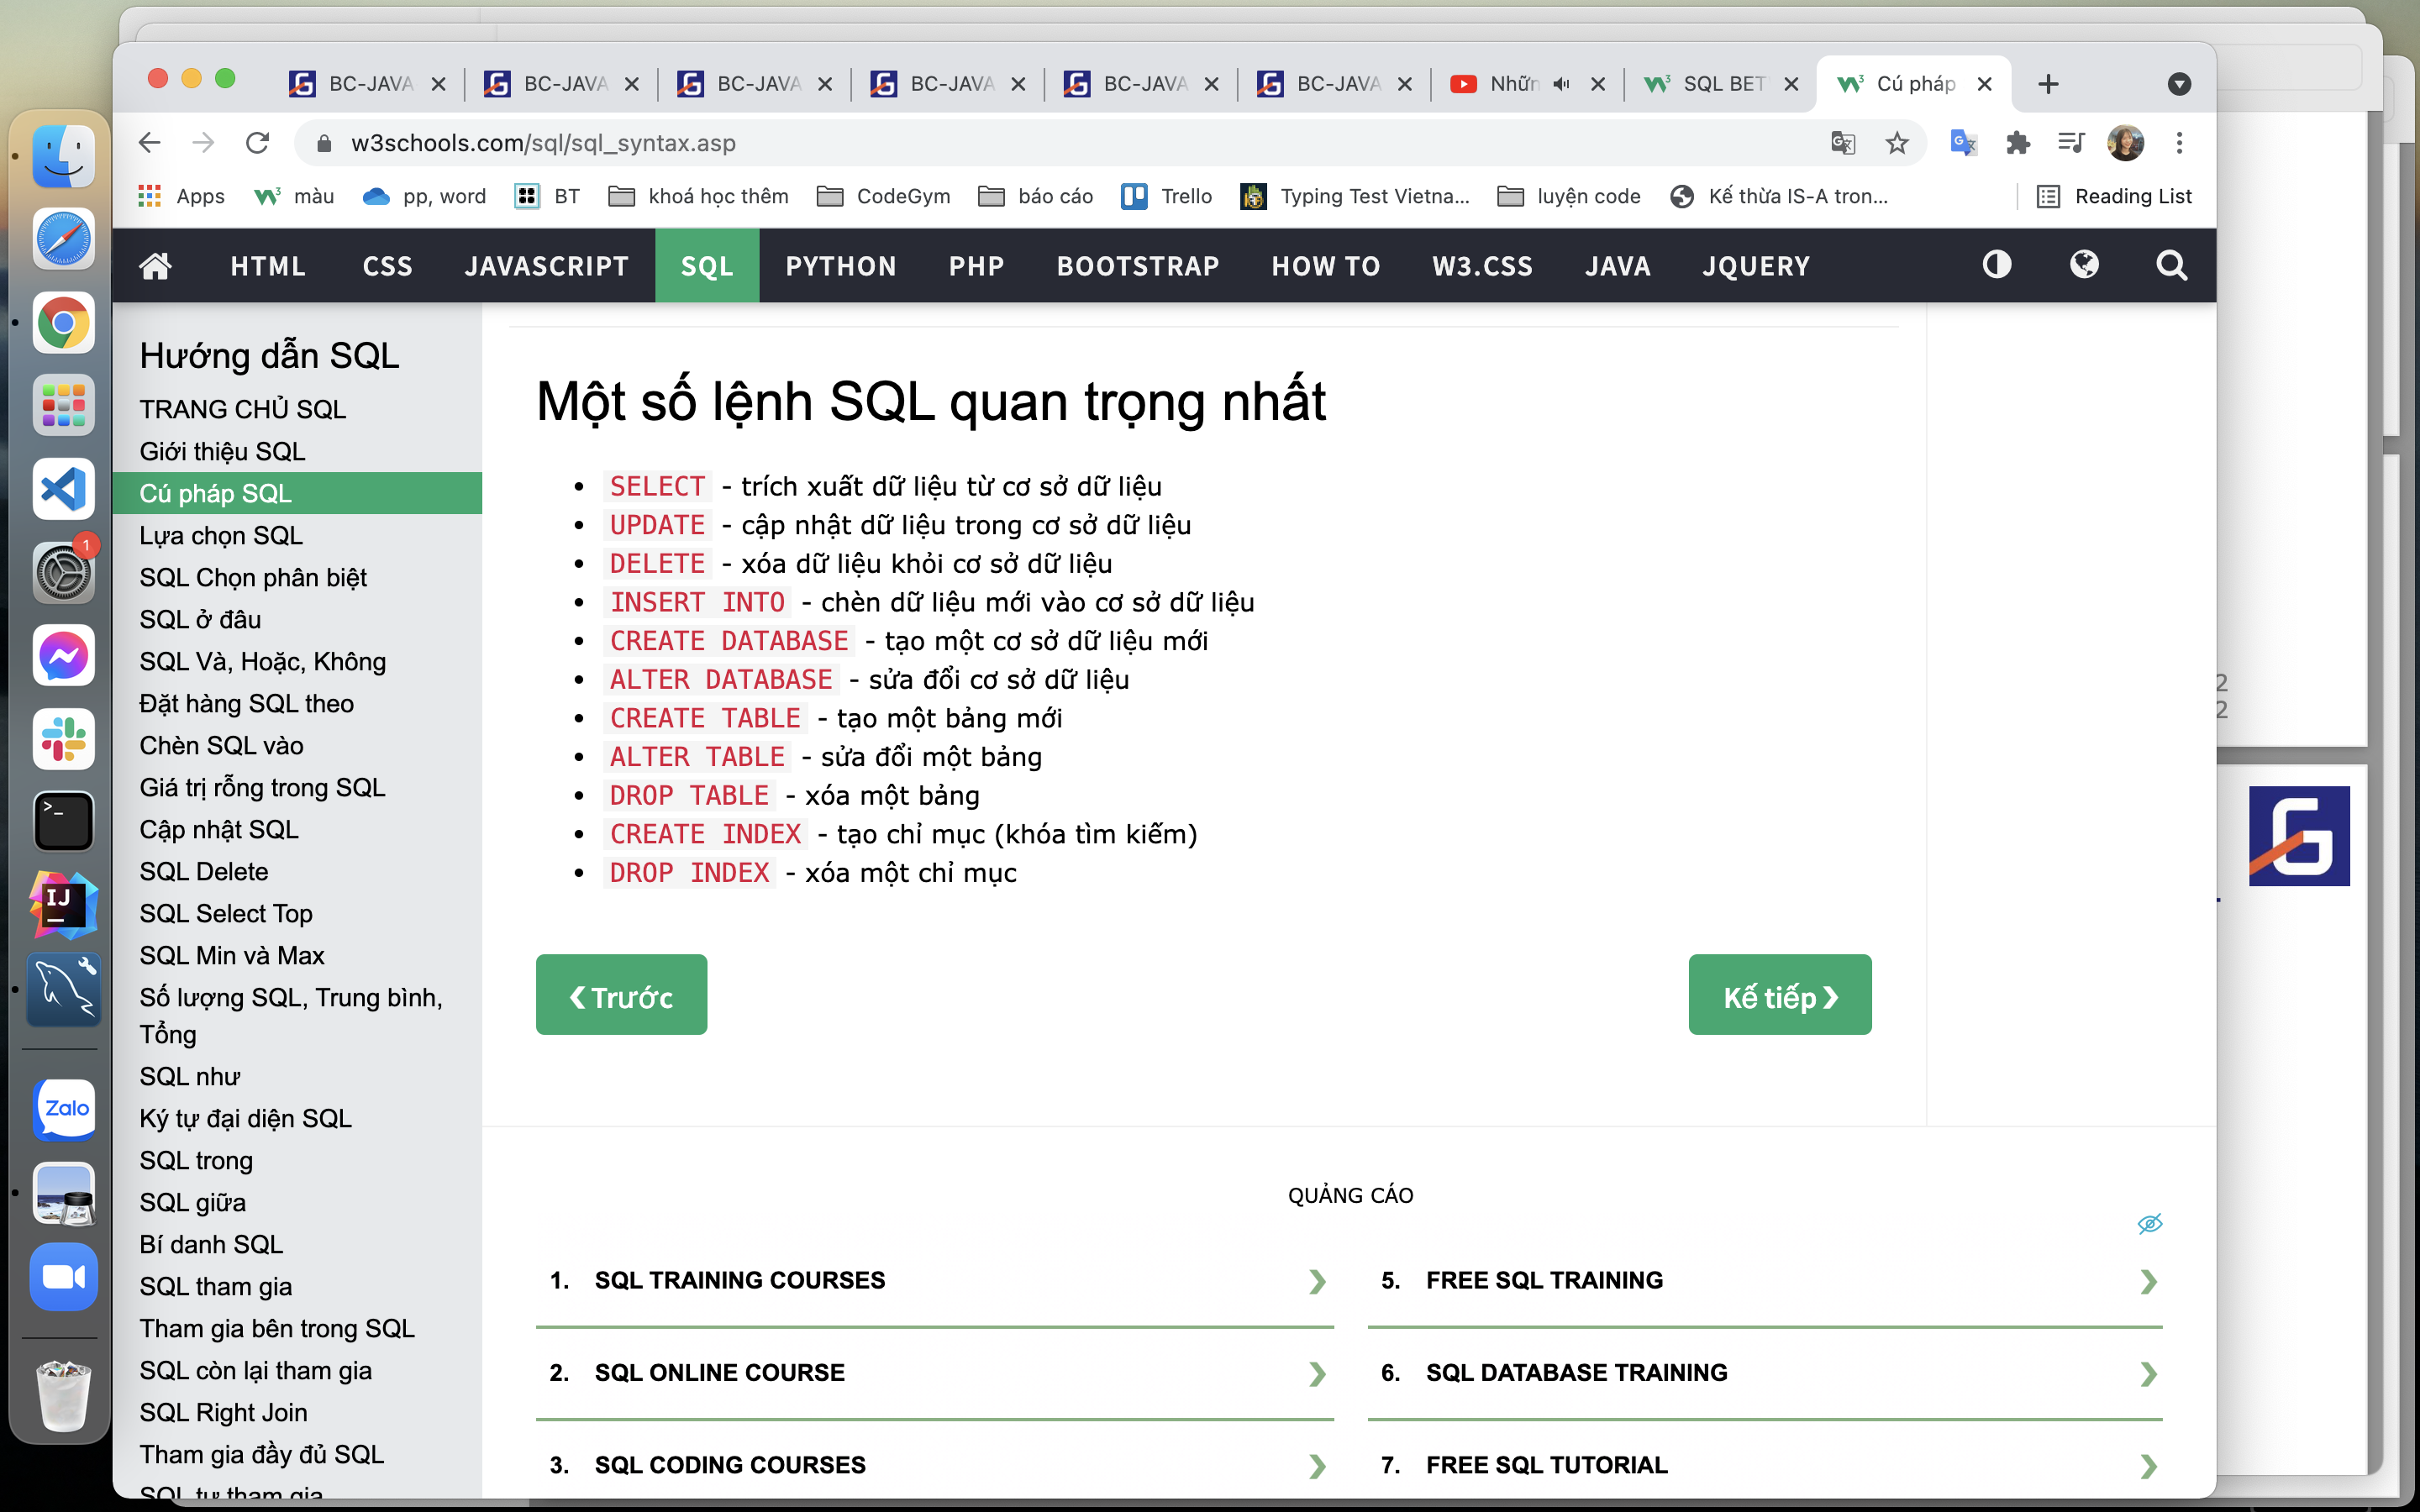 BC-JAVA
BC-JAVA
BC-JAVA
BC-JAVA
BC-JAVA
BC-JAVA
Nhữn
SQL BET
Cú pháp
w3schools.com/sql/sql_syntax.asp
Apps
màu
pp, word
BT
khoá học thêm
CodeGym
báo cáo
Trello
Typing Test Vietna...
luyện code
Kế thừa IS-A tron...
Reading List
HTML
CSS
JAVASCRIPT
SQL
PYTHON
PHP
BOOTSTRAP
HOW TO
W3.CSS
JAVA
JQUERY
Hướng dẫn SQL
TRANG CHỦ SQL
Giới thiệu SQL
Cú pháp SQL
Lựa chọn SQL
SQL Chọn phân biệt
SQL ở đâu
SQL Và, Hoặc, Không
Đặt hàng SQL theo
Chèn SQL vào
Giá trị rỗng trong SQL
Cập nhật SQL
SQL Delete
SQL Select Top
SQL Min và Max
Số lượng SQL, Trung bình,
Tổng
SQL như
Ký tự đại diện SQL
SQL trong
SQL giữa
Bí danh SQL
SQL tham gia
Tham gia bên trong SQL
SQL còn lại tham gia
SQL Right Join
Tham gia đầy đủ SQL
SQL tự tham gia
Một số lệnh SQL quan trọng nhất
• SELECT - trích xuất dữ liệu từ cơ sở dữ liệu
• UPDATE - cập nhật dữ liệu trong cơ sở dữ liệu
• DELETE - xóa dữ liệu khỏi cơ sở dữ liệu
• INSERT INTO - chèn dữ liệu mới vào cơ sở dữ liệu
• CREATE DATABASE - tạo một cơ sở dữ liệu mới
• ALTER DATABASE - sửa đổi cơ sở dữ liệu
• CREATE TABLE - tạo một bảng mới
• ALTER TABLE - sửa đổi một bảng
• DROP TABLE - xóa một bảng
• CREATE INDEX - tạo chỉ mục (khóa tìm kiếm)
• DROP INDEX - xóa một chỉ mục
❮ Trước
Kế tiếp ❯
QUẢNG CÁO
1. SQL TRAINING COURSES
2. SQL ONLINE COURSE
3. SQL CODING COURSES
5. FREE SQL TRAINING
6. SQL DATABASE TRAINING
7. FREE SQL TUTORIAL
1
IJ
Zalo
2
2
G